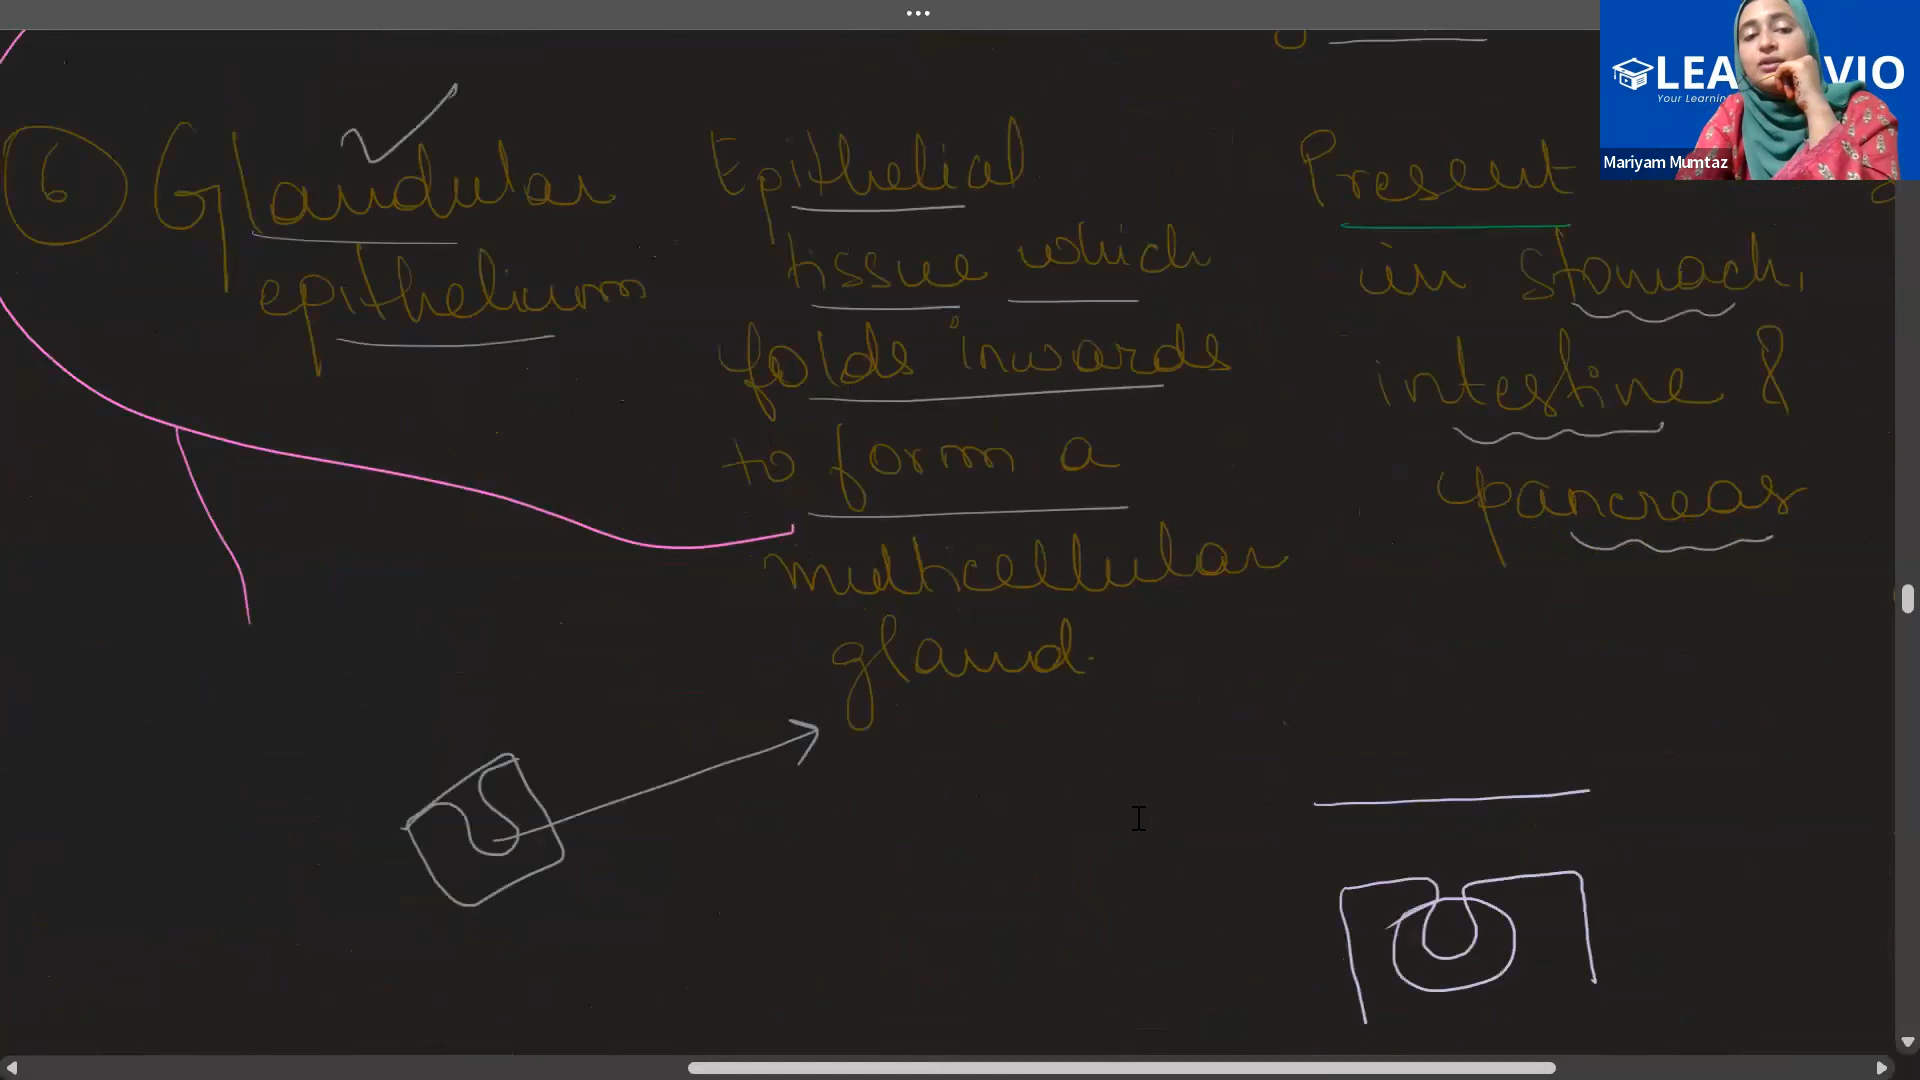 6 Glandular
epithelium
Epithelial
tissue which
folds inwards
to form a
multicellular
gland.
Present
in stomach,
intestine &
pancreas
LEA VIO
Your Learnin
Mariyam Mumtaz